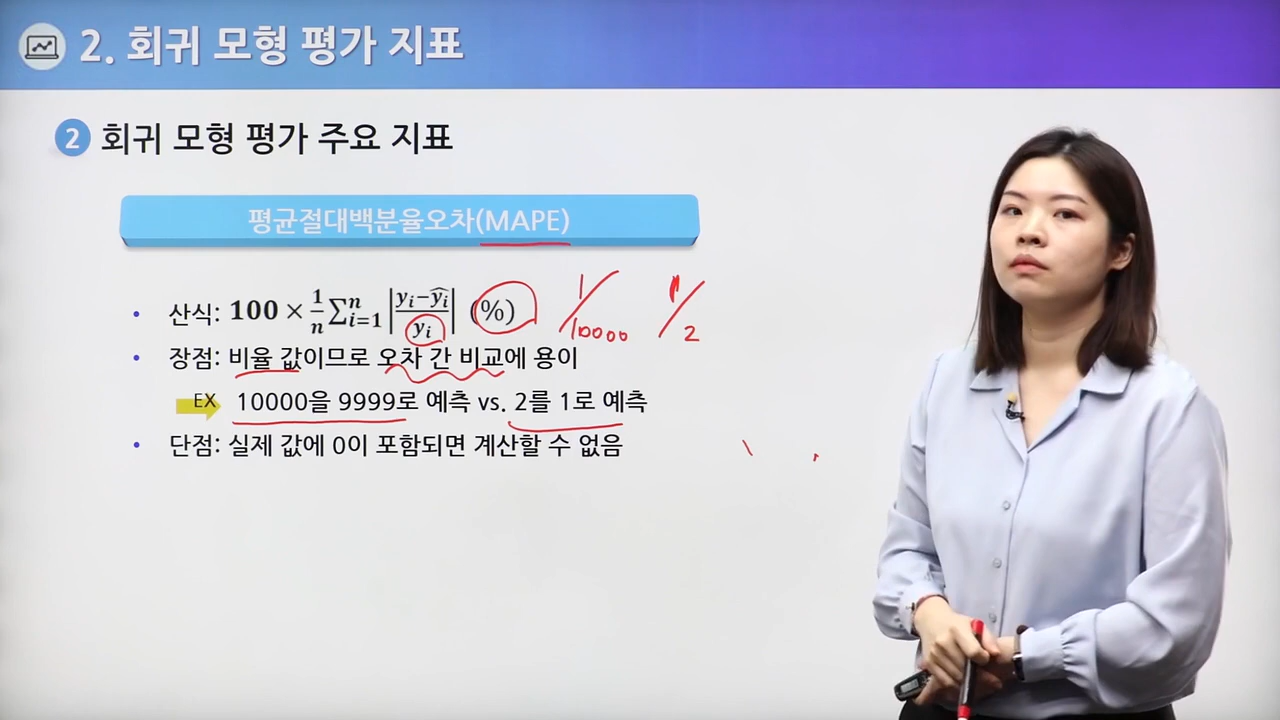 2. 회귀 모형 평가 지표
2 회귀 모형 평가 주요 지표
평균절대백분율오차(MAPE)
• 산식: 100 × 1/n ∑ⁿᵢ₌₁ |yᵢ−ŷᵢ / yᵢ| (%) 1/10000 1/2
• 장점: 비율 값이므로 오차 간 비교에 용이
EX 10000을 9999로 예측 vs. 2를 1로 예측
• 단점: 실제 값에 0이 포함되면 계산할 수 없음